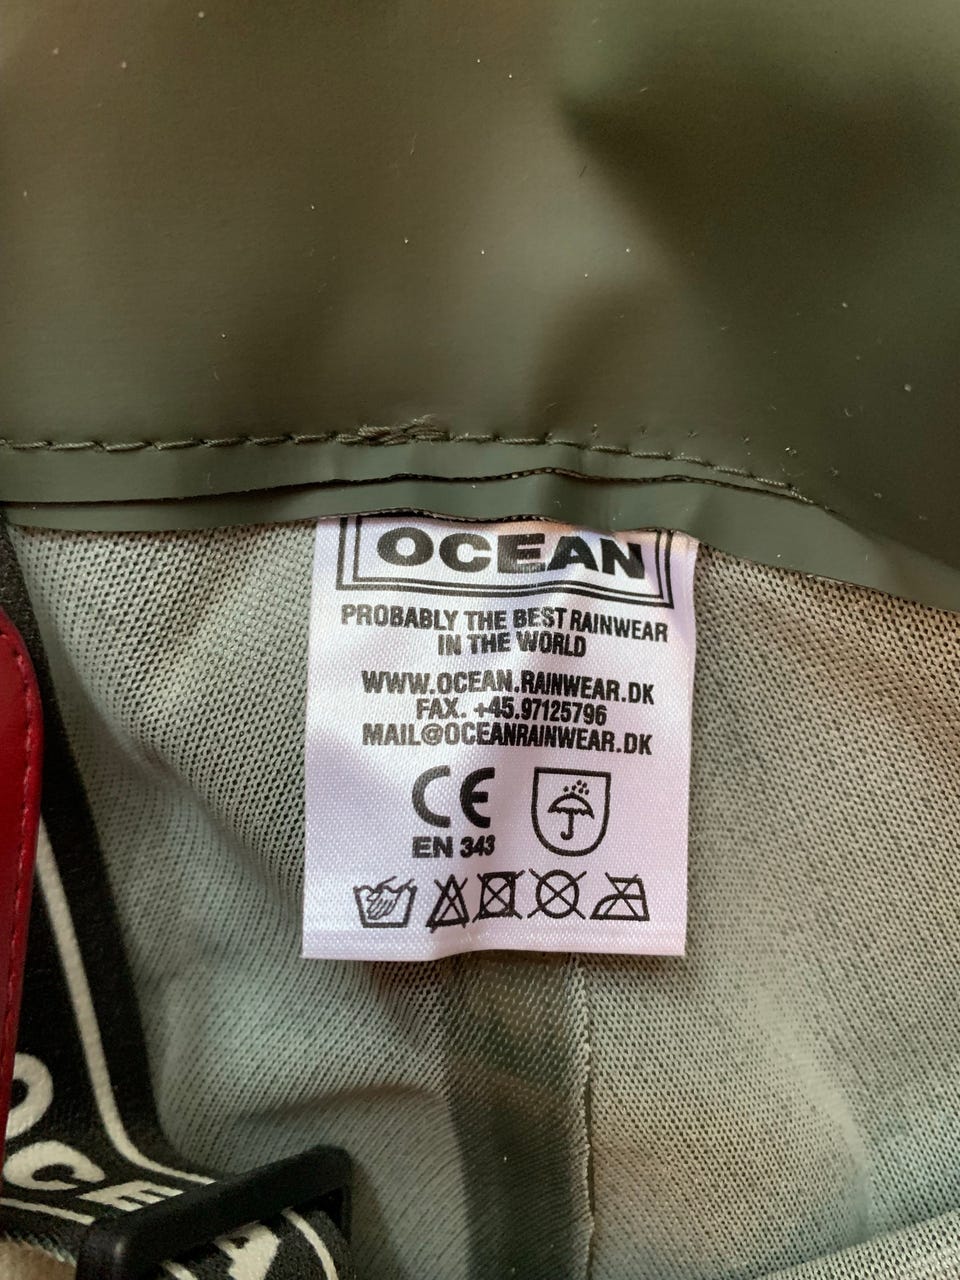 OCEAN
PROBABLY THE BEST RAINWEAR
IN THE WORLD
WWW.OCEAN.RAINWEAR.DK
FAX. +45.97125796
MAIL@OCEANRAINWEAR.DK
CE
EN 343
OCEA